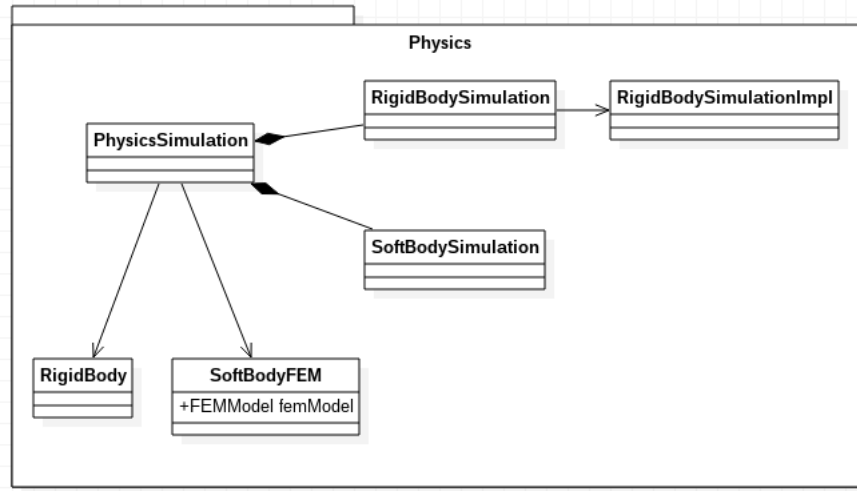 Physics
RigidBodySimulation
RigidBodySimulationImpl
PhysicsSimulation
SoftBodySimulation
RigidBody
SoftBodyFEM
+FEMModel femModel